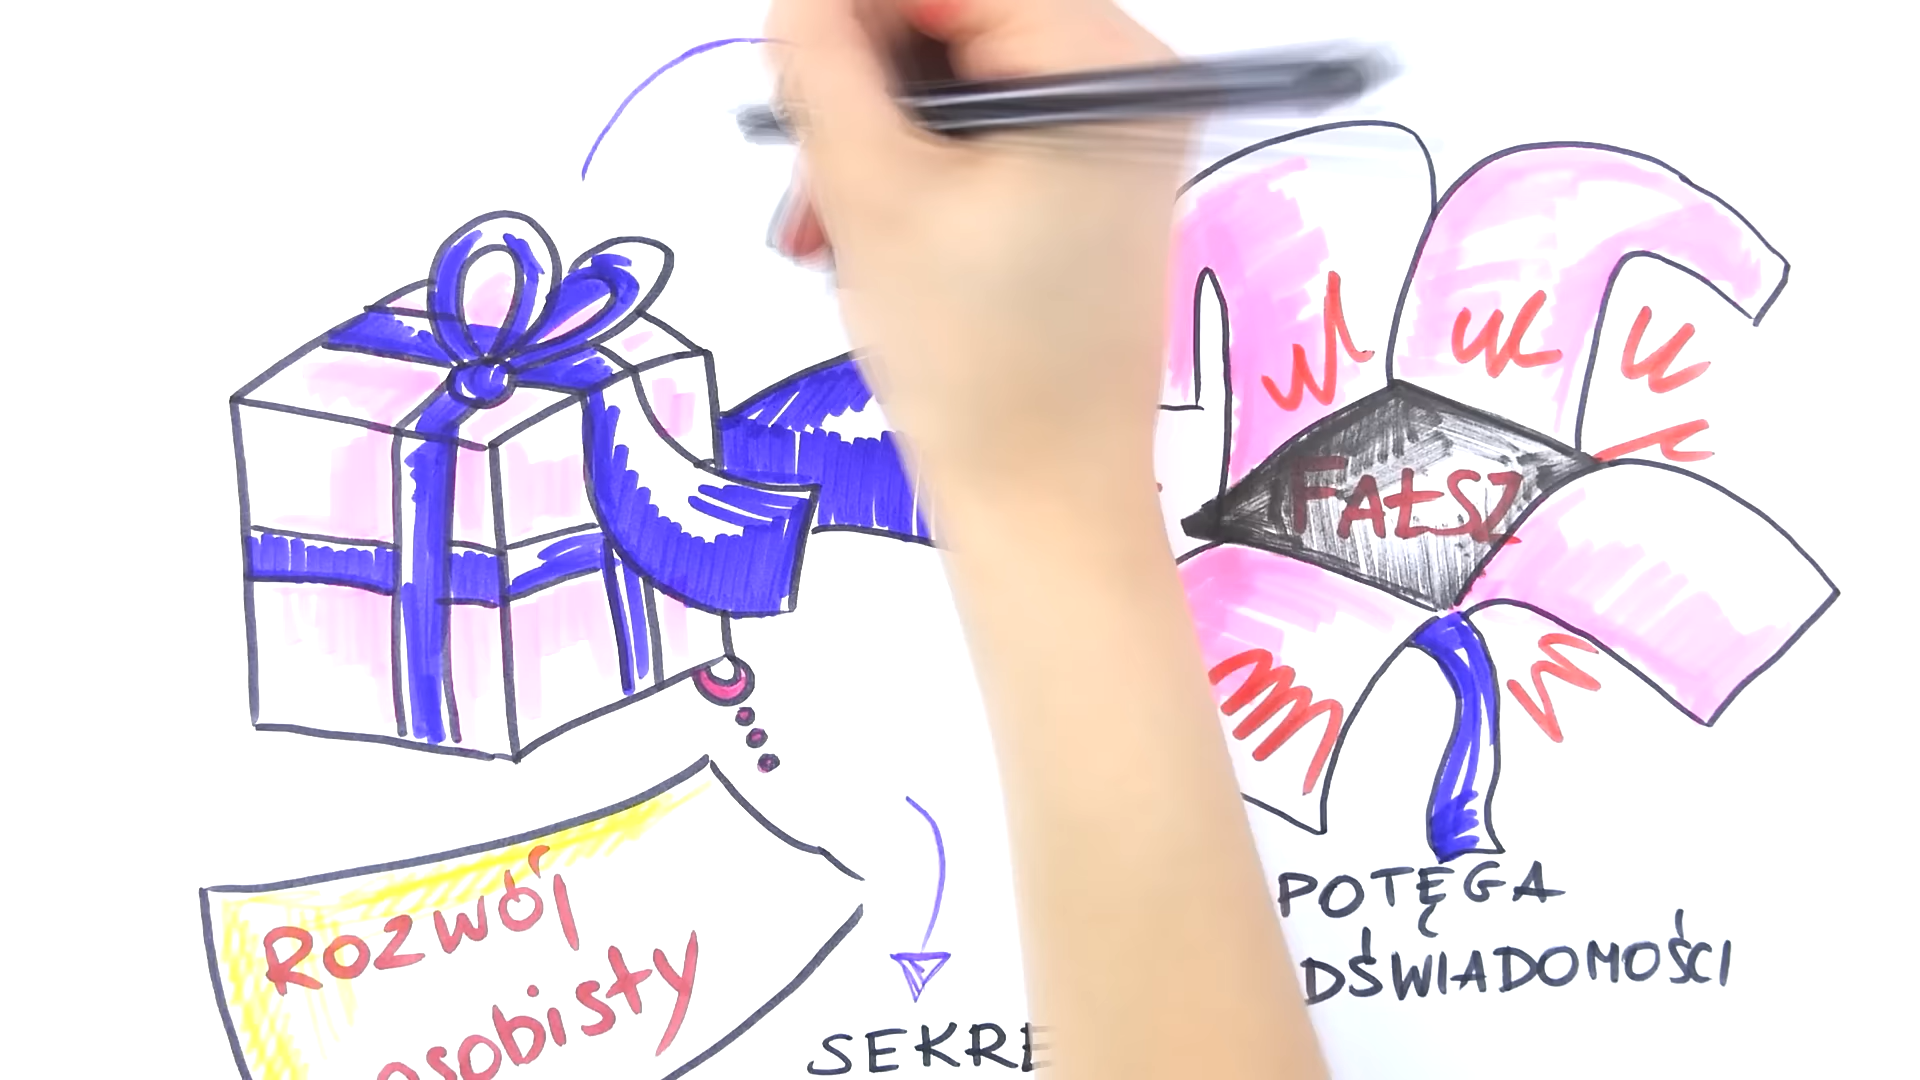 FAŁSZ
Rozwój
osobisty
POTĘGA
DŚWIADOMOŚCI
SEKRE